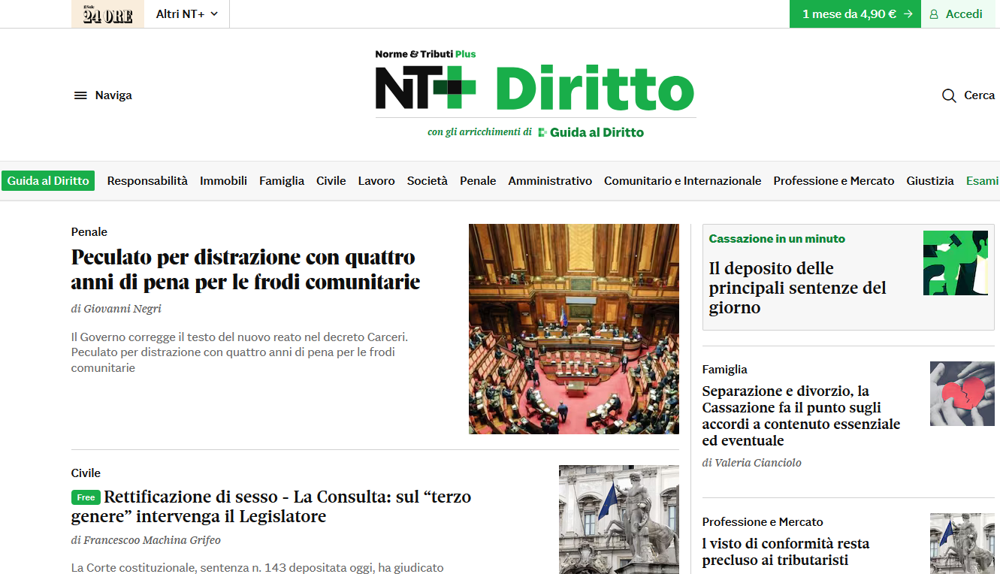 Il Sole
24 ORE
Altri NT+
1 mese da 4,90 € →
Accedi
Naviga
Norme & Tributi Plus
NT+ Diritto
con gli arricchimenti di Guida al Diritto
Cerca
Guida al Diritto Responsabilità Immobili Famiglia Civile Lavoro Società Penale Amministrativo Comunitario e Internazionale Professione e Mercato Giustizia Esami
Penale
Peculato per distrazione con quattro
anni di pena per le frodi comunitarie
di Giovanni Negri
Il Governo corregge il testo del nuovo reato nel decreto Carceri.
Peculato per distrazione con quattro anni di pena per le frodi
comunitarie
Civile
Free Rettificazione di sesso - La Consulta: sul “terzo
genere” intervenga il Legislatore
di Francescoo Machina Grifeo
La Corte costituzionale, sentenza n. 143 depositata oggi, ha giudicato
Cassazione in un minuto
Il deposito delle
principali sentenze del
giorno
Famiglia
Separazione e divorzio, la
Cassazione fa il punto sugli
accordi a contenuto essenziale
ed eventuale
di Valeria Cianciolo
Professione e Mercato
l visto di conformità resta
precluso ai tributaristi